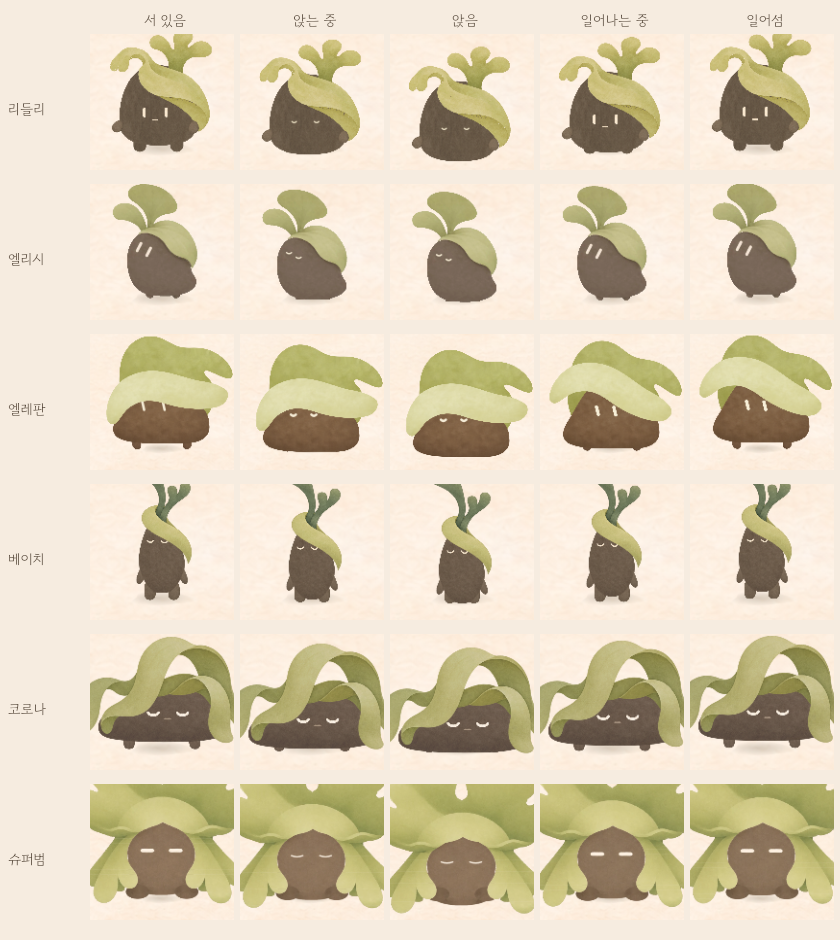 서 있음
앉는 중
앉음
일어나는 중
일어섬
리들리
엘리시
엘레판
베이치
코로나
슈퍼범